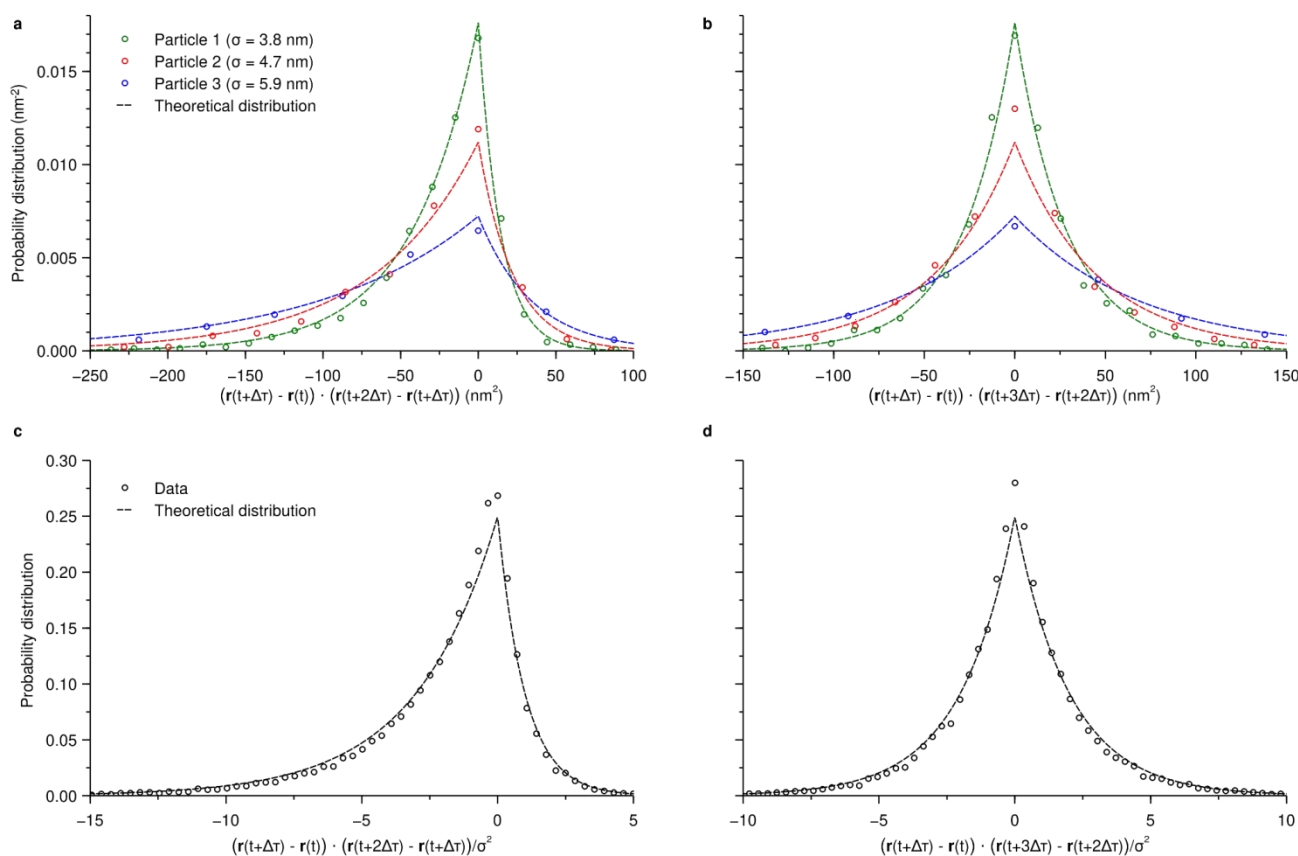 a
Particle 1 (σ = 3.8 nm)
Particle 2 (σ = 4.7 nm)
Particle 3 (σ = 5.9 nm)
Theoretical distribution
Probability distribution (nm⁻²)
0.015
0.010
0.005
0.000
−250 −200 −150 −100 −50 0 50 100
(r(t+Δτ) - r(t)) · (r(t+2Δτ) - r(t+Δτ)) (nm²)
b
−150 −100 −50 0 50 100 150
(r(t+Δτ) - r(t)) · (r(t+3Δτ) - r(t+2Δτ)) (nm²)
c
Data
Theoretical distribution
Probability distribution
0.30
0.25
0.20
0.15
0.10
0.05
0.00
−15 −10 −5 0 5
(r(t+Δτ) - r(t)) · (r(t+2Δτ) - r(t+Δτ))/σ²
d
−10 −5 0 5 10
(r(t+Δτ) - r(t)) · (r(t+3Δτ) - r(t+2Δτ))/σ²